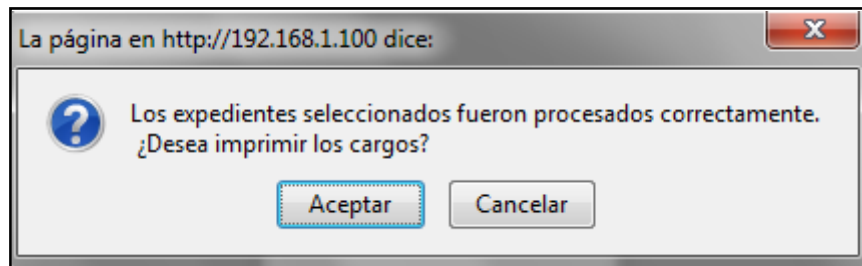 La página en http://192.168.1.100 dice:
Los expedientes seleccionados fueron procesados correctamente.
¿Desea imprimir los cargos?
Aceptar Cancelar